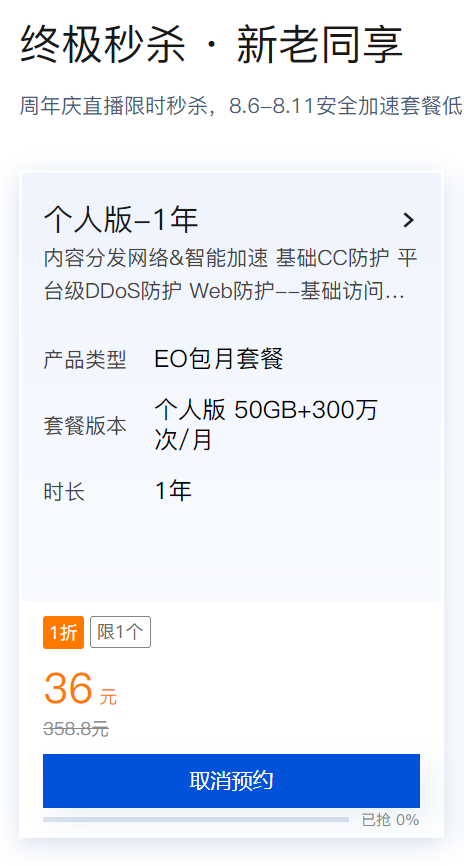 终极秒杀 · 新老同享
周年庆直播限时秒杀，8.6-8.11安全加速套餐低
个人版-1年
内容分发网络&智能加速 基础CC防护 平
台级DDoS防护 Web防护--基础访问...
产品类型 EO包月套餐
套餐版本 个人版 50GB+300万
次/月
时长 1年
1折 限1个
36 元
358.8元
取消预约
已抢 0%